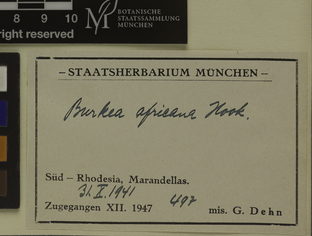 8 9 10
right reserved
BOTANISCHE
STAATSSAMMLUNG
MÜNCHEN
– STAATSHERBARIUM MÜNCHEN –
Burkea africana Hook.
Süd – Rhodesia, Marandellas.
31. X. 1941
497
Zugegangen XII. 1947 mis. G. Dehn